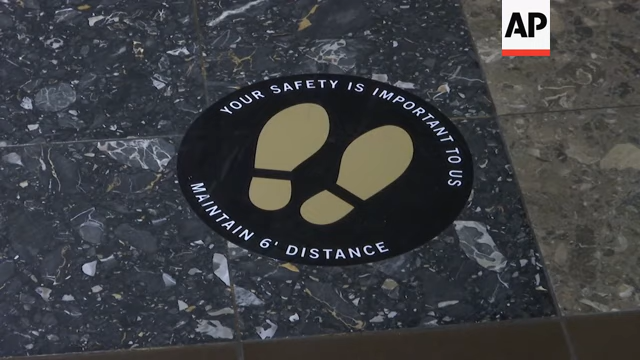 AP
YOUR SAFETY IS IMPORTANT TO US
MAINTAIN 6' DISTANCE